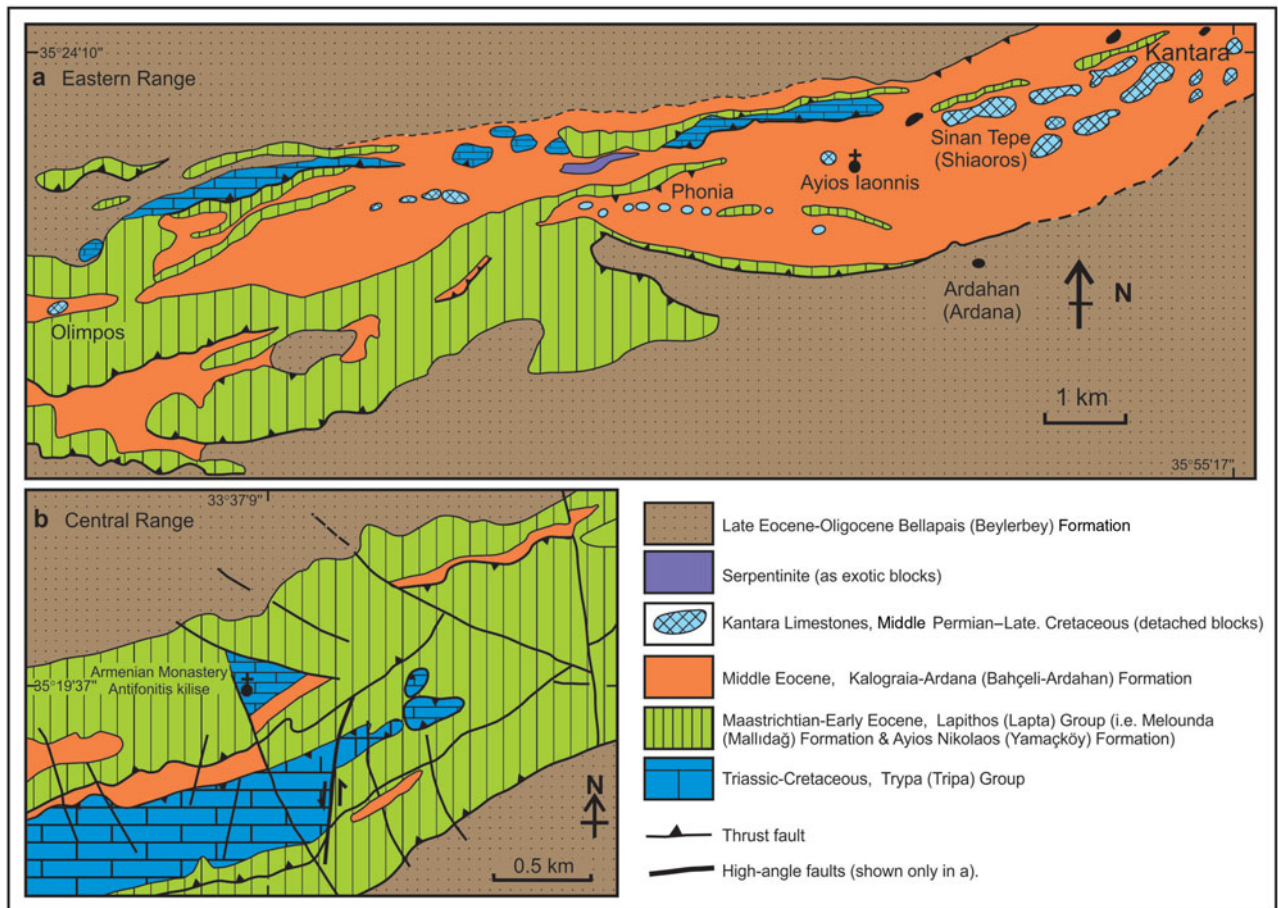 35°24'10"
a Eastern Range
Kantara
Sinan Tepe
(Shiaoros)
Phonia
Ayios Iaonnis
Ardahan
(Ardana)
N
Olimpos
1 km
35°55'17"
33°37'9"
b Central Range
Armenian Monastery
Antifonitis kilise
35°19'37"
N
0.5 km
Late Eocene-Oligocene Bellapais (Beylerbey) Formation
Serpentinite (as exotic blocks)
Kantara Limestones, Middle Permian–Late. Cretaceous (detached blocks)
Middle Eocene, Kalograia-Ardana (Bahçeli-Ardahan) Formation
Maastrichtian-Early Eocene, Lapithos (Lapta) Group (i.e. Melounda
(Mallıdağ) Formation & Ayios Nikolaos (Yamaçköy) Formation)
Triassic-Cretaceous, Trypa (Tripa) Group
Thrust fault
High-angle faults (shown only in a).